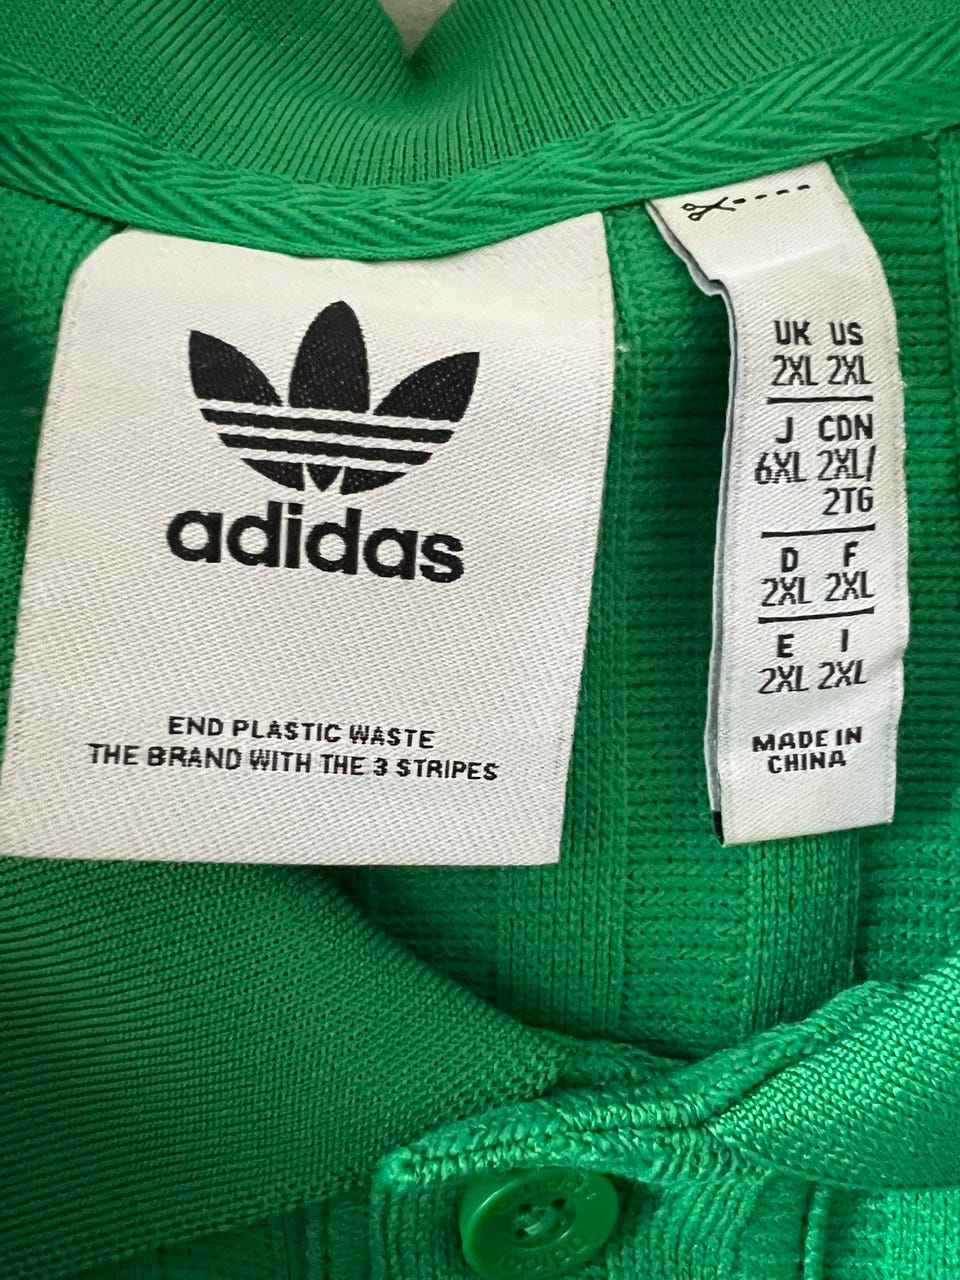 adidas
END PLASTIC WASTE
THE BRAND WITH THE 3 STRIPES
UK US
2XL 2XL
J CDN
6XL 2XL/
2TG
D F
2XL 2XL
E I
2XL 2XL
MADE IN
CHINA